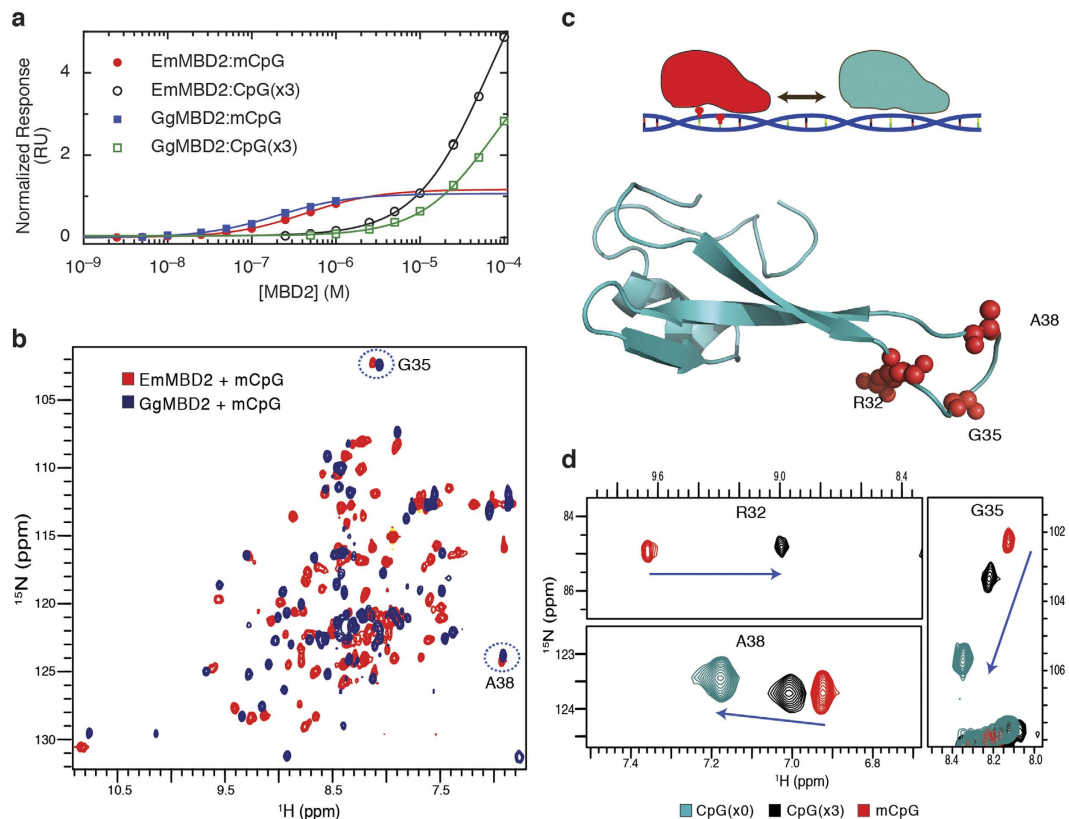 a
Normalized Response
(RU)
4
2
0
EmMBD2:mCpG
EmMBD2:CpG(x3)
GgMBD2:mCpG
GgMBD2:CpG(x3)
10⁻⁹ 10⁻⁸ 10⁻⁷ 10⁻⁶ 10⁻⁵ 10⁻⁴
[MBD2] (M)
b
EmMBD2 + mCpG
GgMBD2 + mCpG
G35
A38
¹⁵N (ppm)
105
110
115
120
125
130
10.5 9.5 8.5 7.5
¹H (ppm)
c
A38
R32
G35
d
9.6 9.0 8.4
R32
84
86
¹⁵N (ppm)
A38
123
124
7.4 7.2 7.0 6.8
¹H (ppm)
G35
102
104
106
8.4 8.2 8.0
CpG(x0) CpG(x3) mCpG